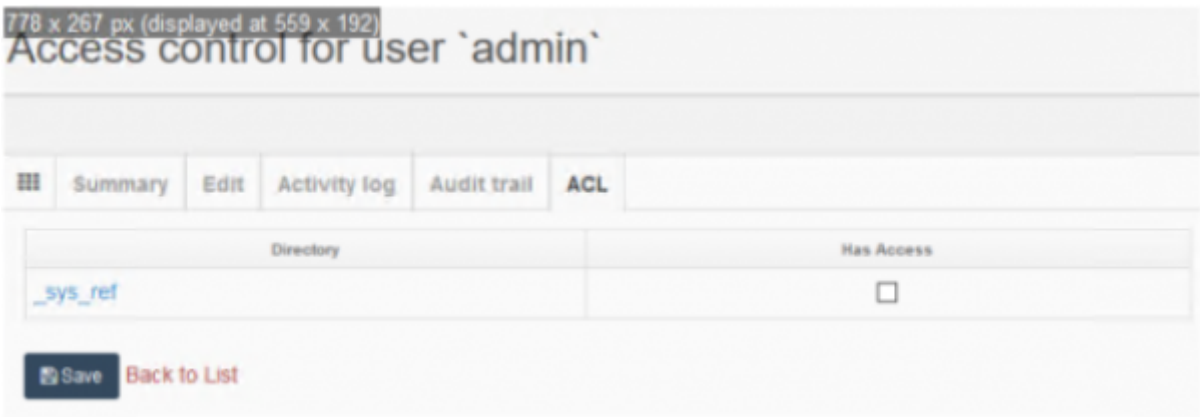 778 x 267 px (displayed at 559 x 192)
Access control for user `admin`
Summary Edit Activity log Audit trail ACL
Directory Has Access
_sys_ref
Save Back to List